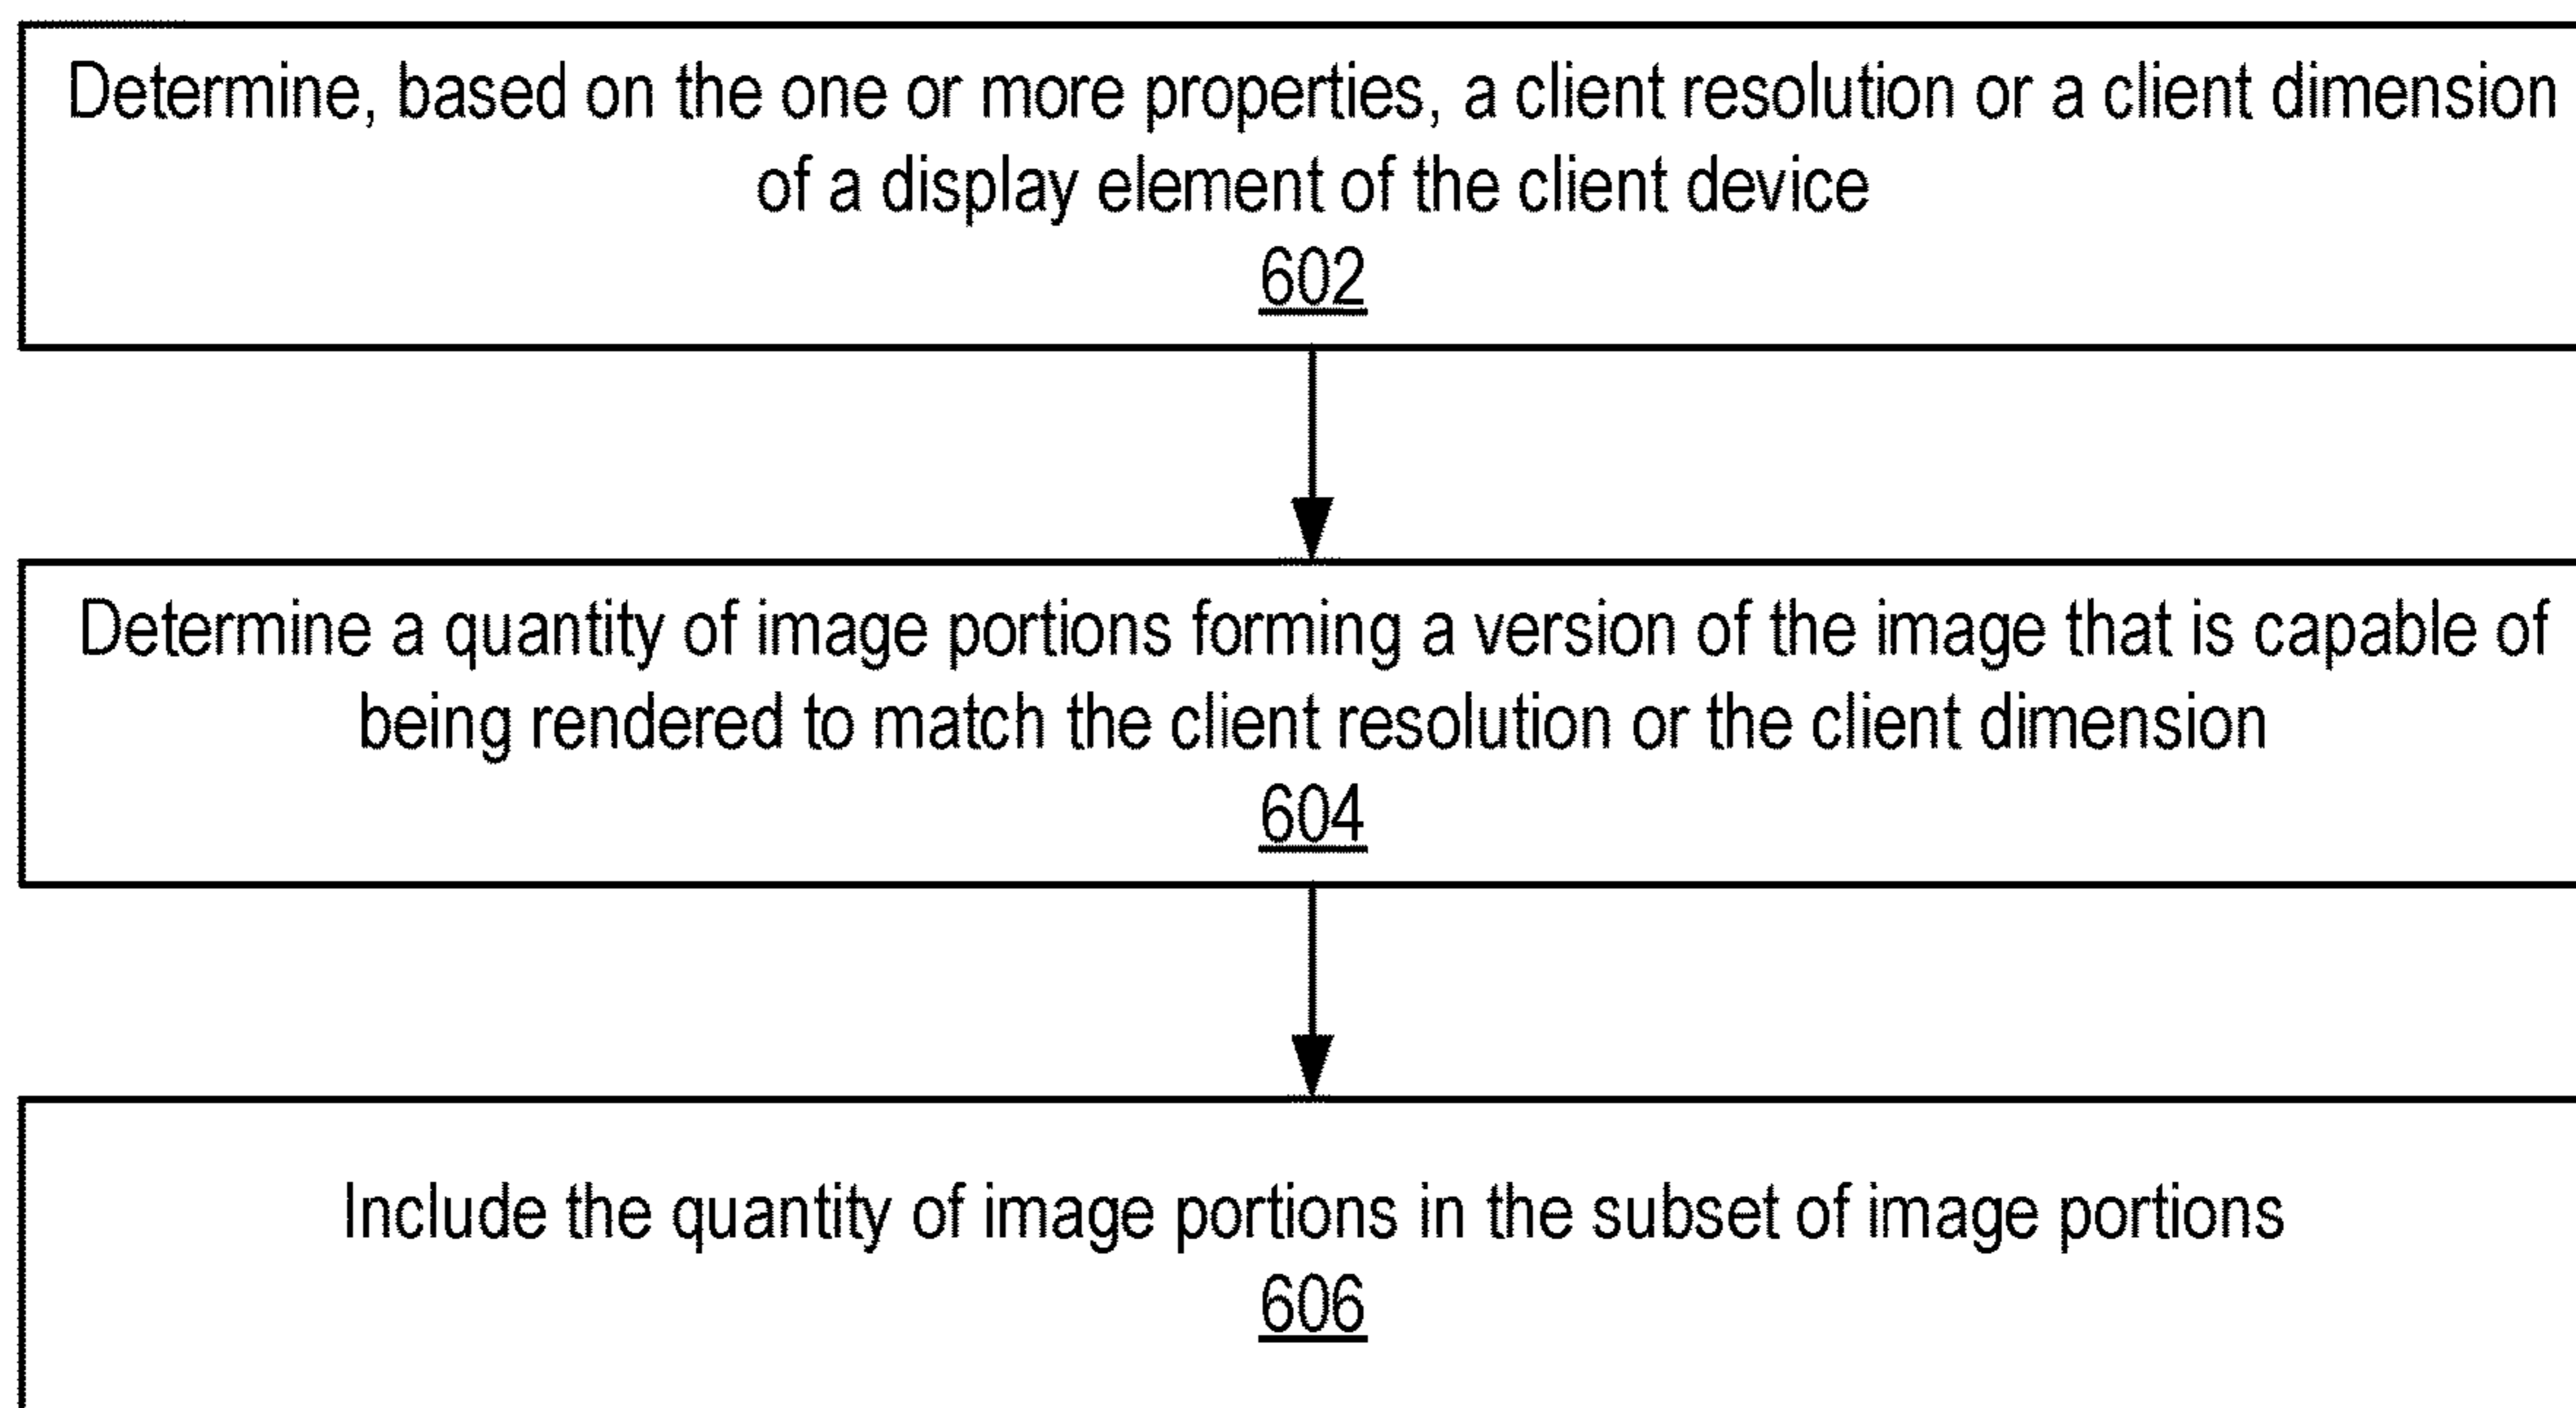 Determine, based on the one or more properties, a client resolution or a client dimension
of a display element of the client device
602
Determine a quantity of image portions forming a version of the image that is capable of
being rendered to match the client resolution or the client dimension
604
Include the quantity of image portions in the subset of image portions
606